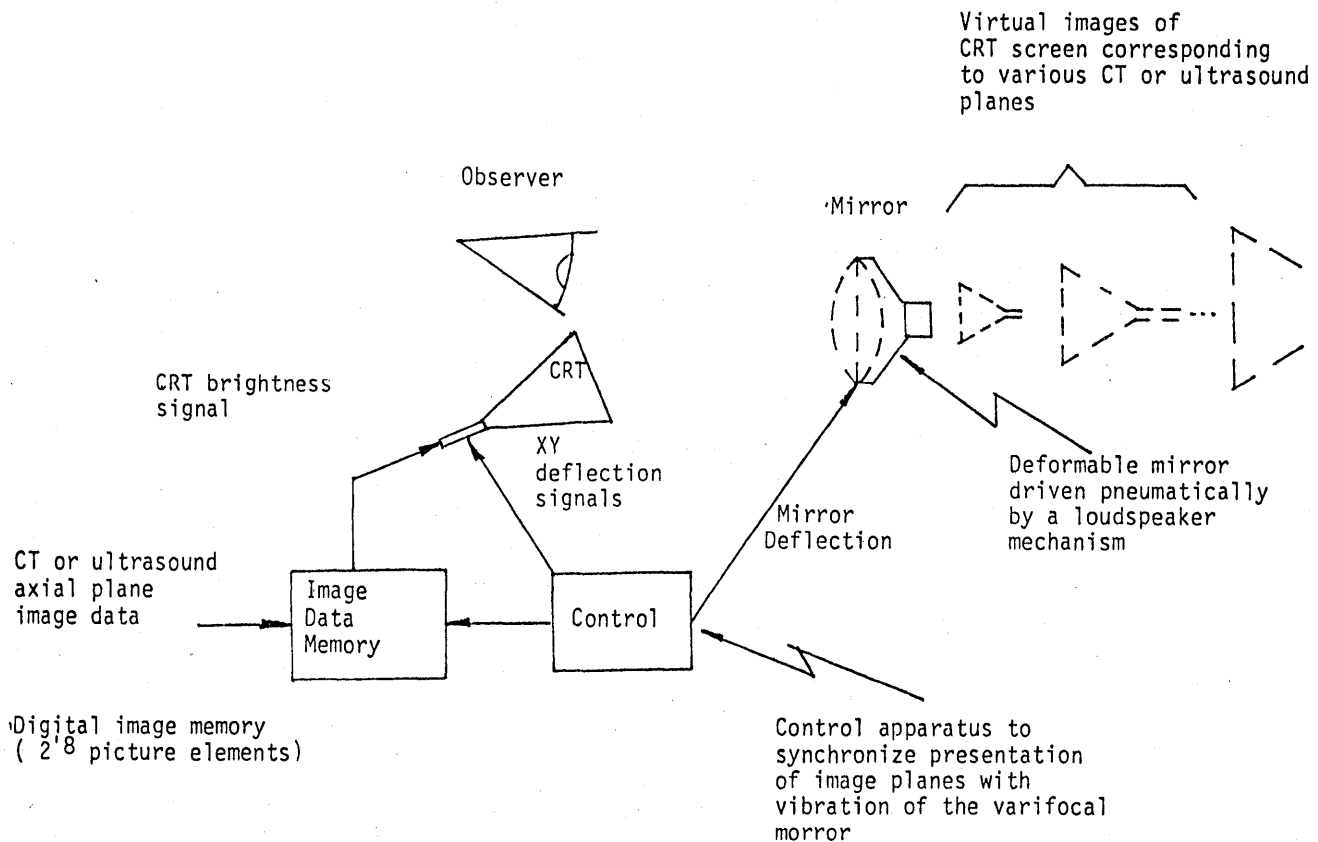 Virtual images of
CRT screen corresponding
to various CT or ultrasound
planes
Observer
Mirror
CRT brightness
signal
CRT
XY
deflection
signals
Mirror
Deflection
Deformable mirror
driven pneumatically
by a loudspeaker
mechanism
CT or ultrasound
axial plane
image data
Image
Data
Memory
Control
Digital image memory
( 2'8 picture elements)
Control apparatus to
synchronize presentation
of image planes with
vibration of the varifocal
morror